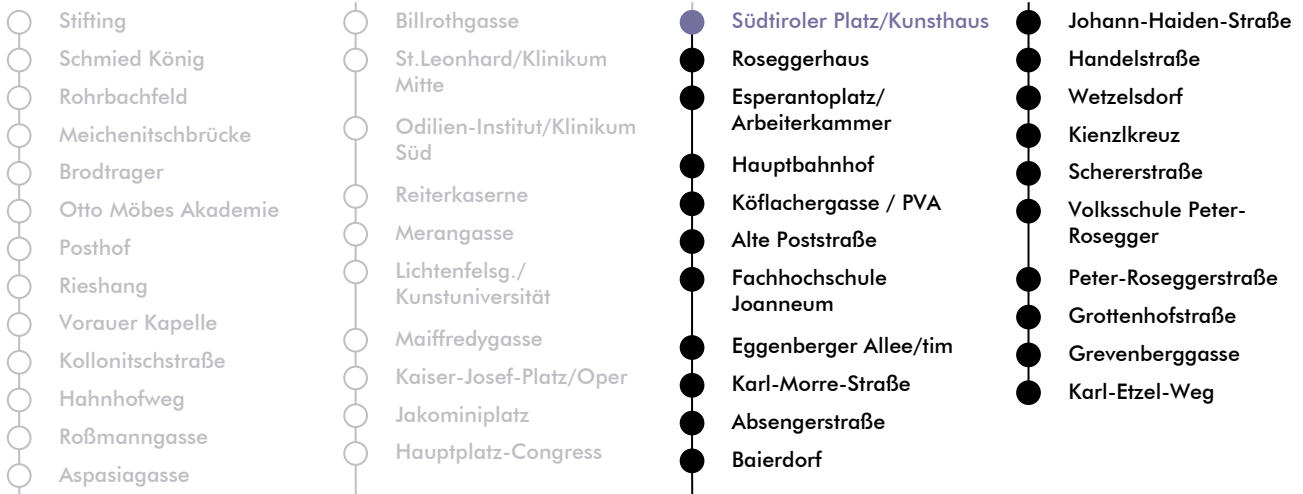 Stifting
Schmied König
Rohrbachfeld
Meichenitschbrücke
Brodtrager
Otto Möbes Akademie
Posthof
Rieshang
Vorauer Kapelle
Kollonitschstraße
Hahnhofweg
Roßmanngasse
Aspasiagasse
Billrothgasse
St.Leonhard/Klinikum
Mitte
Odilien-Institut/Klinikum
Süd
Reiterkaserne
Merangasse
Lichtenfelsg./
Kunstuniversität
Maiffredygasse
Kaiser-Josef-Platz/Oper
Jakominiplatz
Hauptplatz-Congress
Südtiroler Platz/Kunsthaus
Roseggerhaus
Esperantoplatz/
Arbeiterkammer
Hauptbahnhof
Köflachergasse / PVA
Alte Poststraße
Fachhochschule
Joanneum
Eggenberger Allee/tim
Karl-Morre-Straße
Absengerstraße
Baierdorf
Johann-Haiden-Straße
Handelstraße
Wetzelsdorf
Kienzlkreuz
Schererstraße
Volksschule Peter-
Rosegger
Peter-Roseggerstraße
Grottenhofstraße
Grevenberggasse
Karl-Etzel-Weg